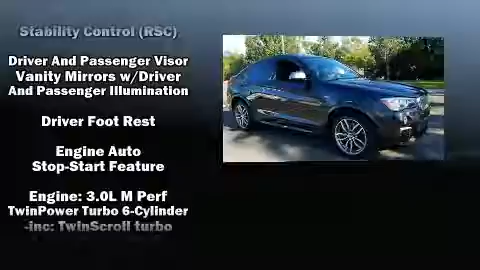 Stability Control (RSC)
Driver And Passenger Visor
Vanity Mirrors w/Driver
And Passenger Illumination
Driver Foot Rest
Engine Auto
Stop-Start Feature
Engine: 3.0L M Perf
TwinPower Turbo 6-Cylinder
-inc: TwinScroll turbo